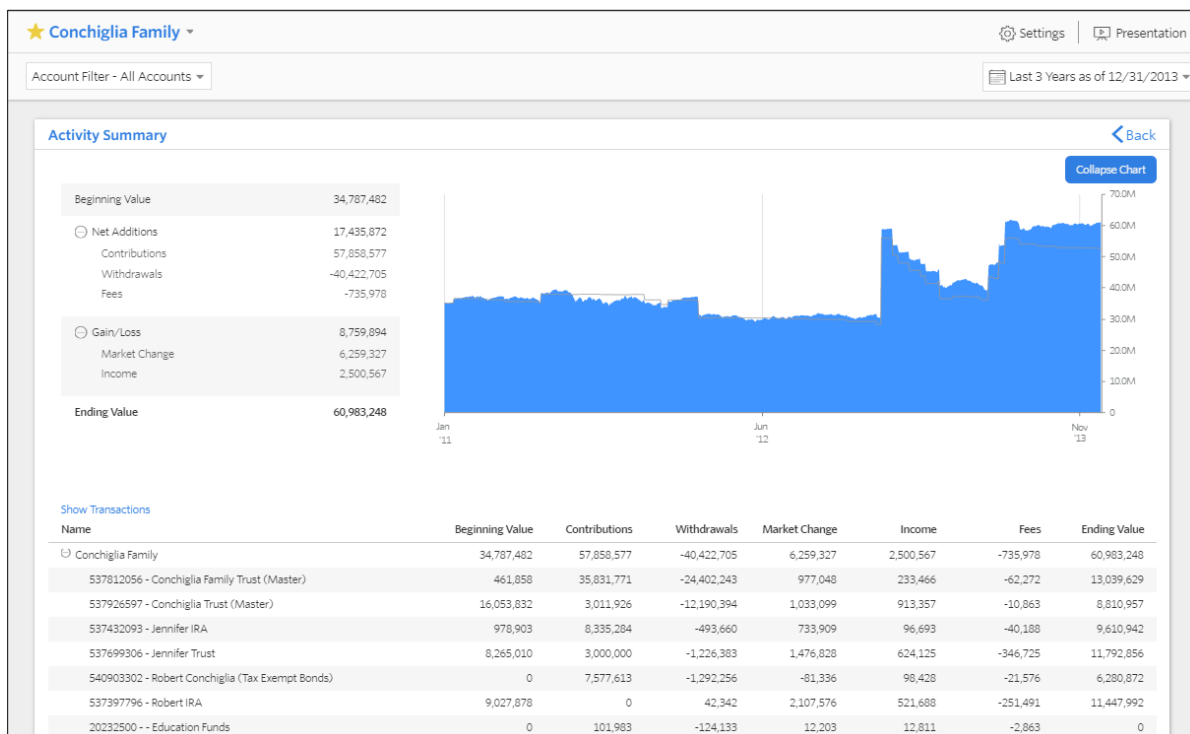 Conchiglia Family
Settings
Presentation
Account Filter - All Accounts
Last 3 Years as of 12/31/2013
Activity Summary
Back
Collapse Chart
Beginning Value 34,787,482
Net Additions 17,435,872
Contributions 57,858,577
Withdrawals -40,422,705
Fees -735,978
Gain/Loss 8,759,894
Market Change 6,259,327
Income 2,500,567
Ending Value 60,983,248
70.0M
60.0M
50.0M
40.0M
30.0M
20.0M
10.0M
0
Jan '11
Jun '12
Nov '13
Show Transactions
Name Beginning Value Contributions Withdrawals Market Change Income Fees Ending Value
Conchiglia Family 34,787,482 57,858,577 -40,422,705 6,259,327 2,500,567 -735,978 60,983,248
537812056 - Conchiglia Family Trust (Master) 461,858 35,831,771 -24,402,243 977,048 233,466 -62,272 13,039,629
537926597 - Conchiglia Trust (Master) 16,053,832 3,011,926 -12,190,394 1,033,099 913,357 -10,863 8,810,957
537432093 - Jennifer IRA 978,903 8,335,284 -493,660 733,909 96,693 -40,188 9,610,942
537699306 - Jennifer Trust 8,265,010 3,000,000 -1,226,383 1,476,828 624,125 -346,725 11,792,856
540903302 - Robert Conchiglia (Tax Exempt Bonds) 0 7,577,613 -1,292,256 -81,336 98,428 -21,576 6,280,872
537397796 - Robert IRA 9,027,878 0 42,342 2,107,576 521,688 -251,491 11,447,992
20232500 - - Education Funds 0 101,983 -124,133 12,203 12,811 -2,863 0